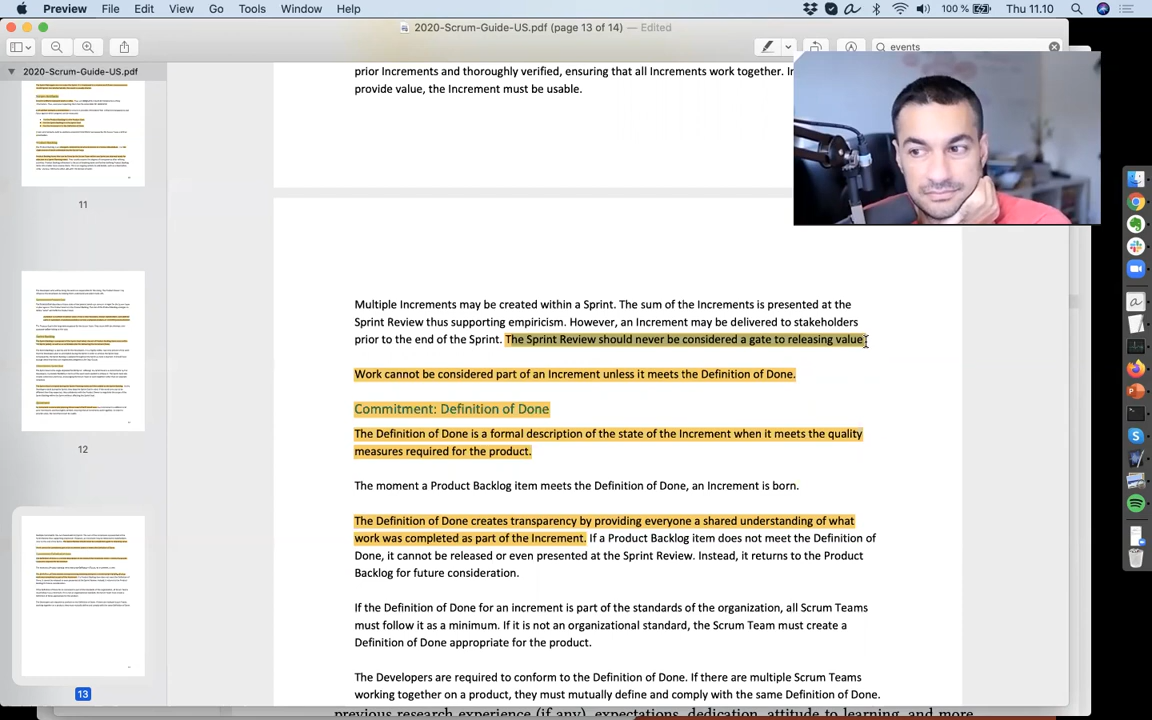 Preview File Edit View Go Tools Window Help 100 % Thu 11.10
2020-Scrum-Guide-US.pdf (page 13 of 14) — Edited
events
2020-Scrum-Guide-US.pdf
11
12
13
prior Increments and thoroughly verified, ensuring that all Increments work together.
provide value, the Increment must be usable.
Multiple Increments may be created within a Sprint. The sum of the Increments is presented at the
Sprint Review thus supporting empiricism. However, an Increment may be delivered to stakeholders
prior to the end of the Sprint. The Sprint Review should never be considered a gate to releasing value
Work cannot be considered part of an Increment unless it meets the Definition of Done.
Commitment: Definition of Done
The Definition of Done is a formal description of the state of the Increment when it meets the quality
measures required for the product.
The moment a Product Backlog item meets the Definition of Done, an Increment is born.
The Definition of Done creates transparency by providing everyone a shared understanding of what
work was completed as part of the Increment. If a Product Backlog item does not meet the Definition of
Done, it cannot be released or even presented at the Sprint Review. Instead, it returns to the Product
Backlog for future consideration.
If the Definition of Done for an increment is part of the standards of the organization, all Scrum Teams
must follow it as a minimum. If it is not an organizational standard, the Scrum Team must create a
Definition of Done appropriate for the product.
The Developers are required to conform to the Definition of Done. If there are multiple Scrum Teams
working together on a product, they must mutually define and comply with the same Definition of Done.
previous research experience (if any), expectations, dedication, attitude to learning, and more